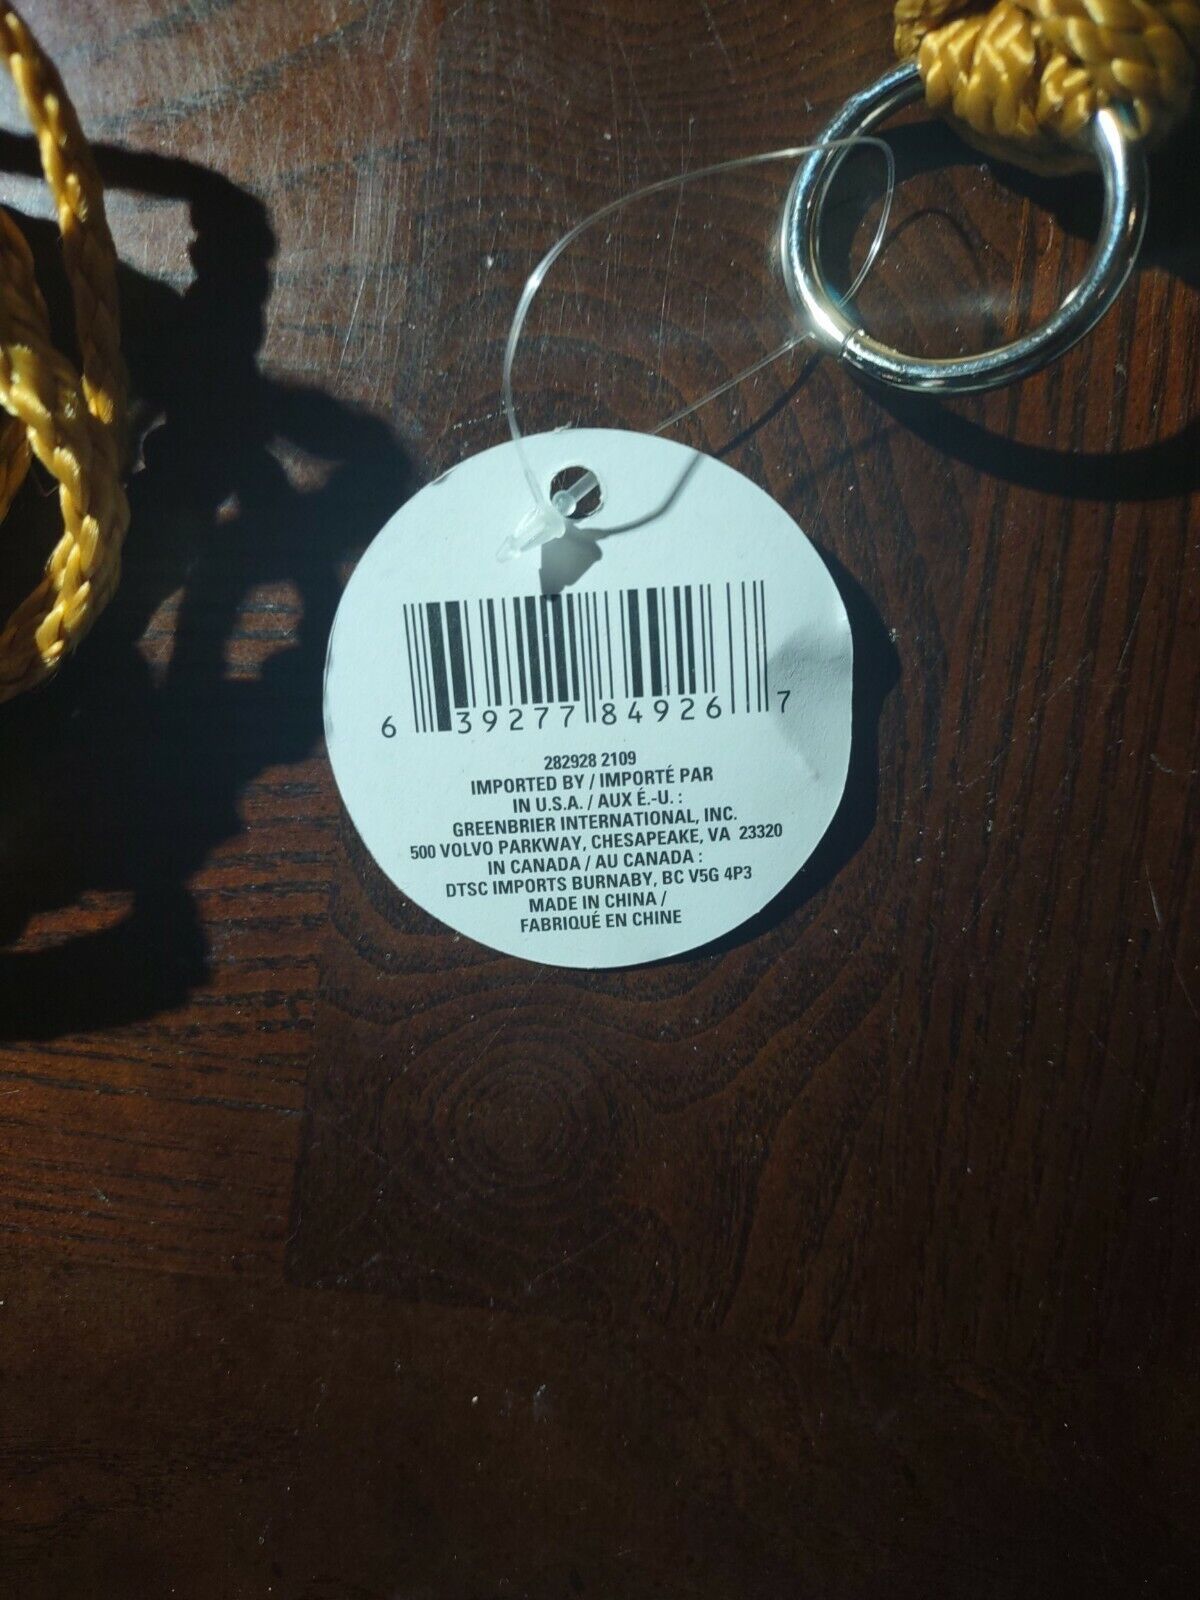 6 39277 84926 7
282928 2109
IMPORTED BY / IMPORTÉ PAR
IN U.S.A. / AUX É.-U. :
GREENBRIER INTERNATIONAL, INC.
500 VOLVO PARKWAY, CHESAPEAKE, VA 23320
IN CANADA / AU CANADA :
DTSC IMPORTS BURNABY, BC V5G 4P3
MADE IN CHINA /
FABRIQUÉ EN CHINE